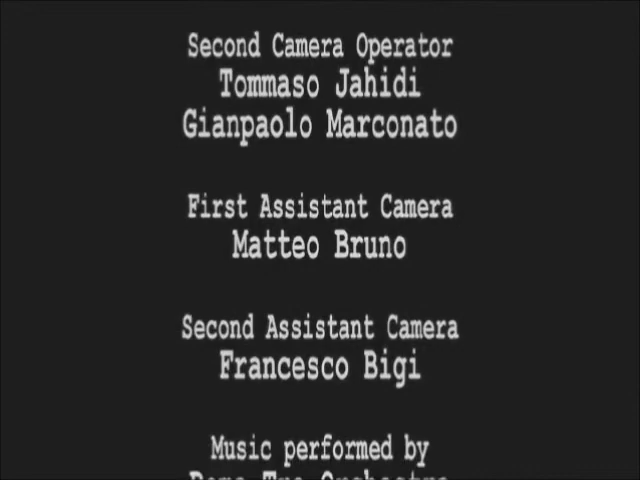 Second Camera Operator
Tommaso Jahidi
Gianpaolo Marconato
First Assistant Camera
Matteo Bruno
Second Assistant Camera
Francesco Bigi
Music performed by